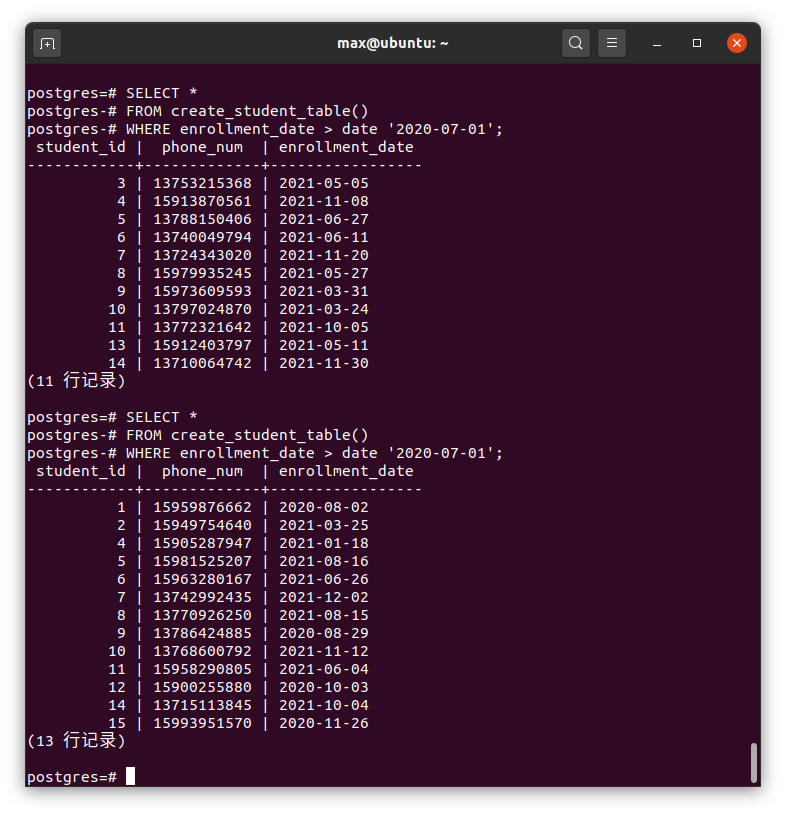 max@ubuntu: ~
postgres=# SELECT *
postgres-# FROM create_student_table()
postgres-# WHERE enrollment_date > date '2020-07-01';
 student_id |  phone_num  | enrollment_date
------------+-------------+-----------------
          3 | 13753215368 | 2021-05-05
          4 | 15913870561 | 2021-11-08
          5 | 13788150406 | 2021-06-27
          6 | 13740049794 | 2021-06-11
          7 | 13724343020 | 2021-11-20
          8 | 15979935245 | 2021-05-27
          9 | 15973609593 | 2021-03-31
         10 | 13797024870 | 2021-03-24
         11 | 13772321642 | 2021-10-05
         13 | 15912403797 | 2021-05-11
         14 | 13710064742 | 2021-11-30
(11 行记录)
postgres=# SELECT *
postgres-# FROM create_student_table()
postgres-# WHERE enrollment_date > date '2020-07-01';
 student_id |  phone_num  | enrollment_date
------------+-------------+-----------------
          1 | 15959876662 | 2020-08-02
          2 | 15949754640 | 2021-03-25
          4 | 15905287947 | 2021-01-18
          5 | 15981525207 | 2021-08-16
          6 | 15963280167 | 2021-06-26
          7 | 13742992435 | 2021-12-02
          8 | 13770926250 | 2021-08-15
          9 | 13786424885 | 2020-08-29
         10 | 13768600792 | 2021-11-12
         11 | 15958290805 | 2021-06-04
         12 | 15900255880 | 2020-10-03
         14 | 13715113845 | 2021-10-04
         15 | 15993951570 | 2020-11-26
(13 行记录)
postgres=#